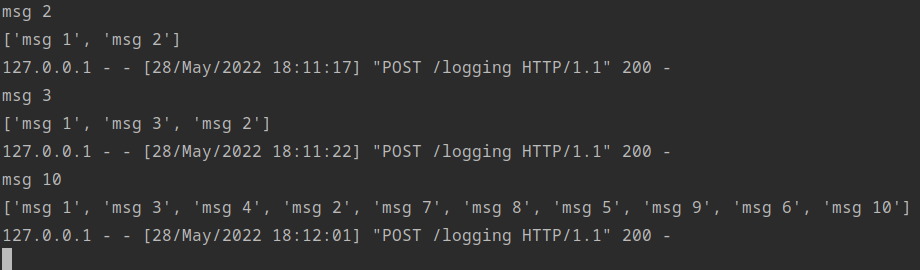 msg 2
['msg 1', 'msg 2']
127.0.0.1 - - [28/May/2022 18:11:17] "POST /logging HTTP/1.1" 200 -
msg 3
['msg 1', 'msg 3', 'msg 2']
127.0.0.1 - - [28/May/2022 18:11:22] "POST /logging HTTP/1.1" 200 -
msg 10
['msg 1', 'msg 3', 'msg 4', 'msg 2', 'msg 7', 'msg 8', 'msg 5', 'msg 9', 'msg 6', 'msg 10']
127.0.0.1 - - [28/May/2022 18:12:01] "POST /logging HTTP/1.1" 200 -